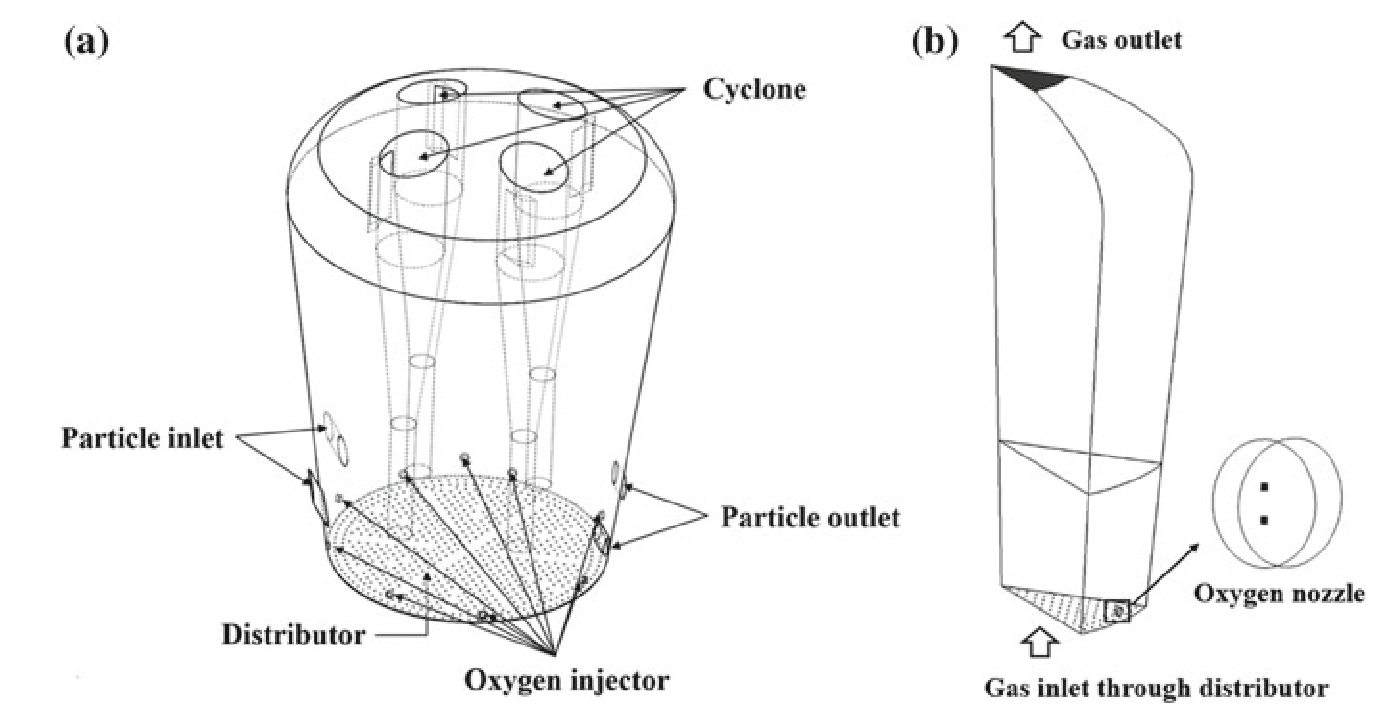 (a)
Cyclone
Particle inlet
Particle outlet
Distributor
Oxygen injector
(b)
Gas outlet
Oxygen nozzle
Gas inlet through distributor